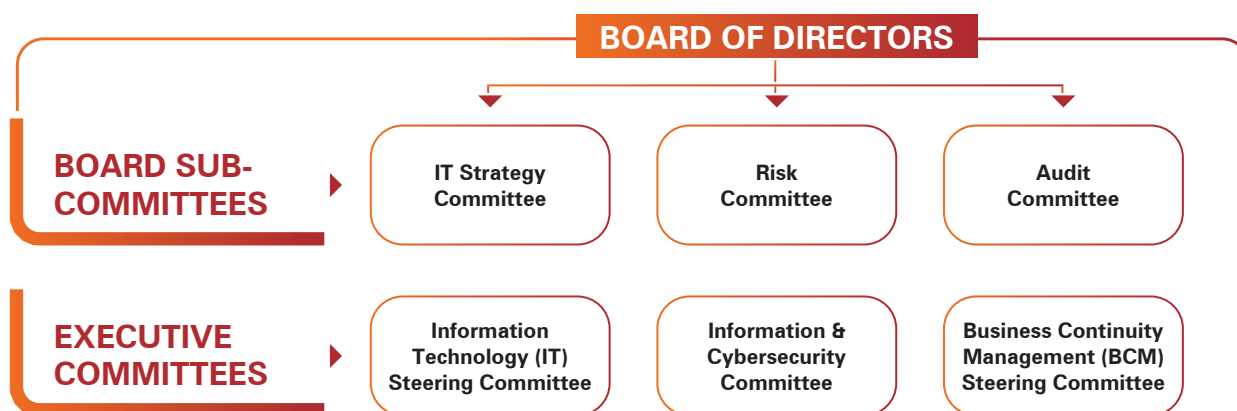 BOARD OF DIRECTORS
BOARD SUB-
COMMITTEES
IT Strategy
Committee
Risk
Committee
Audit
Committee
EXECUTIVE
COMMITTEES
Information
Technology (IT)
Steering Committee
Information &
Cybersecurity
Committee
Business Continuity
Management (BCM)
Steering Committee